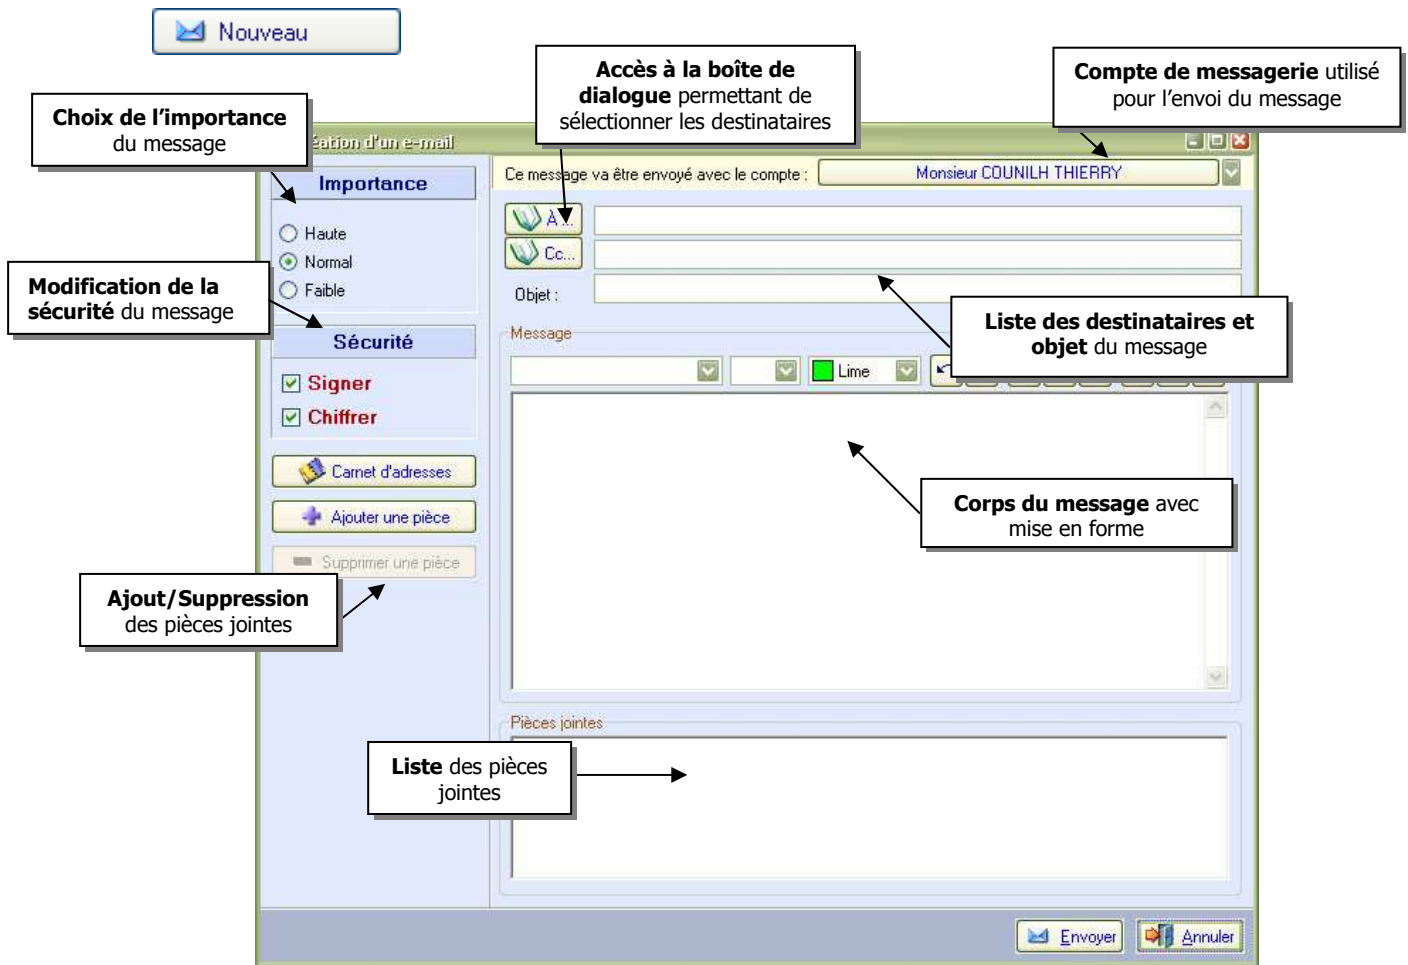 Nouveau
Accès à la boîte de
dialogue permettant de
sélectionner les destinataires
Compte de messagerie utilisé
pour l'envoi du message
Choix de l'importance
du message
éation d'un e-mail
Importance
Haute
Normal
Faible
Ce message va être envoyé avec le compte :
Monsieur COUNILH THIERRY
À ...
Cc...
Objet :
Modification de la
sécurité du message
Liste des destinataires et
objet du message
Sécurité
Signer
Chiffrer
Message
Lime
Carnet d'adresses
Ajouter une pièce
Supprimer une pièce
Corps du message avec
mise en forme
Ajout/Suppression
des pièces jointes
Pièces jointes
Liste des pièces
jointes
Envoyer
Annuler